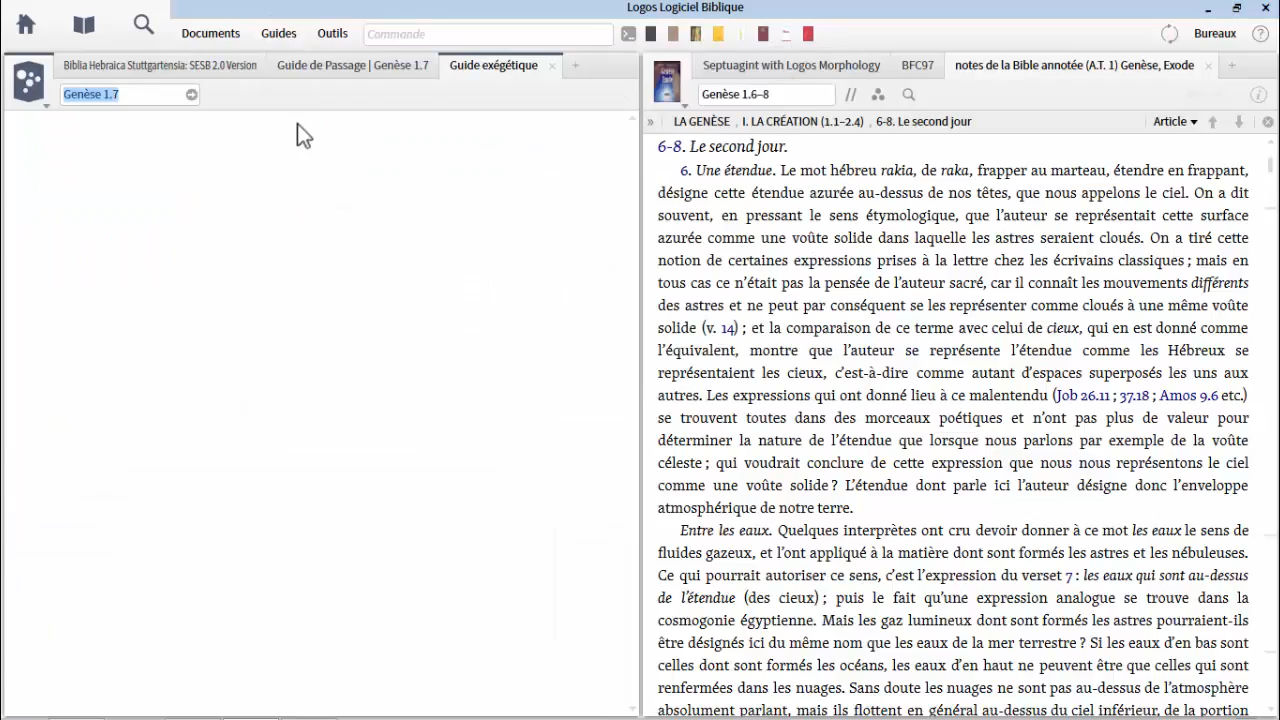 Logos Logiciel Biblique
Documents Guides Outils Commande Bureaux
Biblia Hebraica Stuttgartensia: SESB 2.0 Version Guide de Passage | Genèse 1.7 Guide exégétique
Genèse 1.7
Septuagint with Logos Morphology BFC97 notes de la Bible annotée (A.T. 1) Genèse, Exode
Genèse 1.6–8
LA GENÈSE , I. LA CRÉATION (1.1–2.4) , 6-8. Le second jour Article
6-8. Le second jour.
6. Une étendue. Le mot hébreu rakia, de raka, frapper au marteau, étendre en frappant,
désigne cette étendue azurée au-dessus de nos têtes, que nous appelons le ciel. On a dit
souvent, en pressant le sens étymologique, que l’auteur se représentait cette surface
azurée comme une voûte solide dans laquelle les astres seraient cloués. On a tiré cette
notion de certaines expressions prises à la lettre chez les écrivains classiques ; mais en
tous cas ce n’était pas la pensée de l’auteur sacré, car il connaît les mouvements différents
des astres et ne peut par conséquent se les représenter comme cloués à une même voûte
solide (v. 14) ; et la comparaison de ce terme avec celui de cieux, qui en est donné comme
l’équivalent, montre que l’auteur se représente l’étendue comme les Hébreux se
représentaient les cieux, c’est-à-dire comme autant d’espaces superposés les uns aux
autres. Les expressions qui ont donné lieu à ce malentendu (Job 26.11 ; 37.18 ; Amos 9.6 etc.)
se trouvent toutes dans des morceaux poétiques et n’ont pas plus de valeur pour
déterminer la nature de l’étendue que lorsque nous parlons par exemple de la voûte
céleste ; qui voudrait conclure de cette expression que nous nous représentons le ciel
comme une voûte solide ? L’étendue dont parle ici l’auteur désigne donc l’enveloppe
atmosphérique de notre terre.
Entre les eaux. Quelques interprètes ont cru devoir donner à ce mot les eaux le sens de
fluides gazeux, et l’ont appliqué à la matière dont sont formés les astres et les nébuleuses.
Ce qui pourrait autoriser ce sens, c’est l’expression du verset 7 : les eaux qui sont au-dessus
de l’étendue (des cieux) ; puis le fait qu’une expression analogue se trouve dans la
cosmogonie égyptienne. Mais les gaz lumineux dont sont formés les astres pourraient-ils
être désignés ici du même nom que les eaux de la mer terrestre ? Si les eaux d’en bas sont
celles dont sont formés les océans, les eaux d’en haut ne peuvent être que celles qui sont
renfermées dans les nuages. Sans doute les nuages ne sont pas au-dessus de l’atmosphère
absolument parlant, mais ils flottent en général au-dessus du ciel inférieur, de la portion